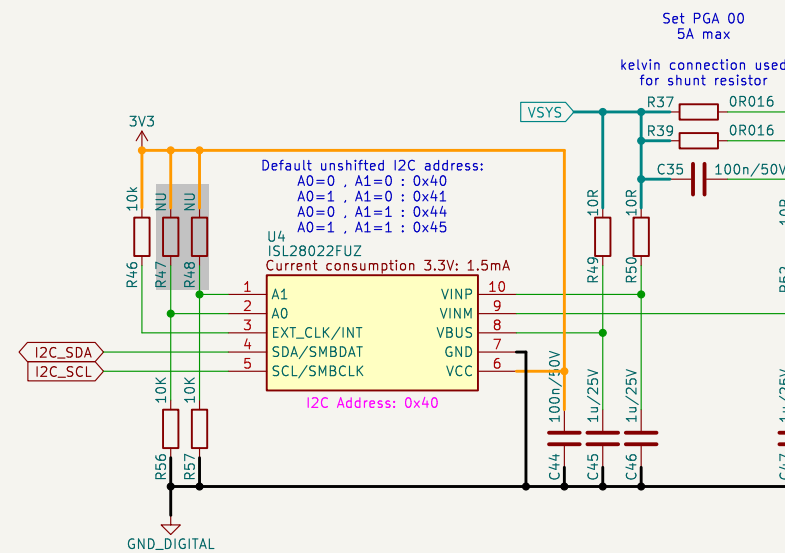 Set PGA 00
5A max
kelvin connection used
for shunt resistor
VSYS
R37
0R016
R39
0R016
C35
100n/50V
3V3
Default unshifted I2C address:
A0=0 , A1=0 : 0x40
A0=1 , A1=0 : 0x41
A0=0 , A1=1 : 0x44
A0=1 , A1=1 : 0x45
10k
R46
NU
R47
NU
R48
10R
R49
10R
R50
10R
R52
U4
ISL28022FUZ
Current consumption 3.3V: 1.5mA
1
A1
VINP
10
2
A0
VINM
9
3
EXT_CLK/INT
VBUS
8
I2C_SDA
4
SDA/SMBDAT
GND
7
I2C_SCL
5
SCL/SMBCLK
VCC
6
I2C Address: 0x40
10K
R56
10K
R57
100n/50V
C44
1u/25V
C45
1u/25V
C46
1u/25V
C47
GND_DIGITAL